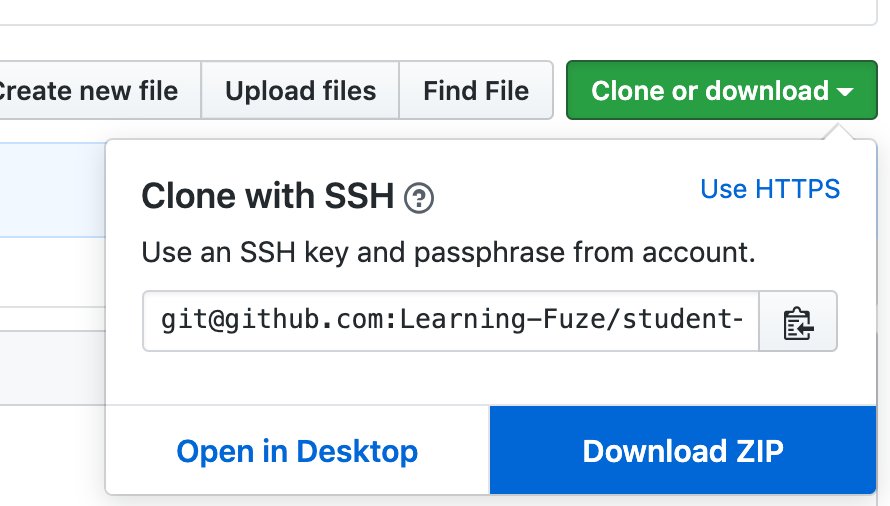 reate new file
Upload files
Find File
Clone or download
Clone with SSH ?
Use HTTPS
Use an SSH key and passphrase from account.
git@github.com:Learning-Fuze/student-
Open in Desktop
Download ZIP